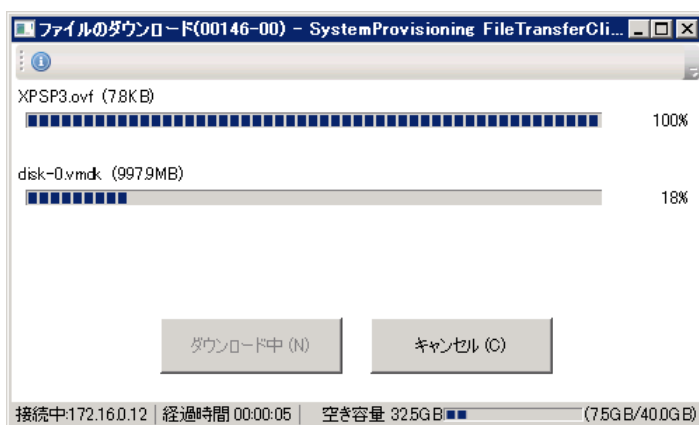 ファイルのダウンロード(00146-00) - SystemProvisioning FileTransferCli...
XPSP3.ovf (7.8KB)
100%
disk-0.vmdk (997.9MB)
18%
ダウンロード中 (N)
キャンセル (C)
接続中:172.16.0.12 経過時間 00:00:05 空き容量 32.5GB (7.5GB/40.0GB)